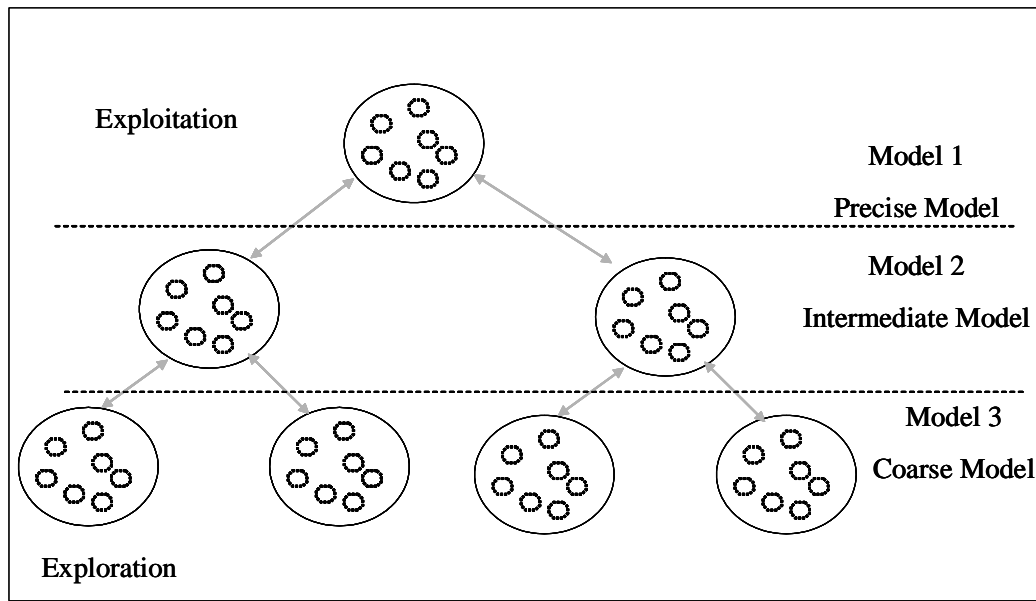 Exploitation
Model 1
Precise Model
Model 2
Intermediate Model
Model 3
Coarse Model
Exploration